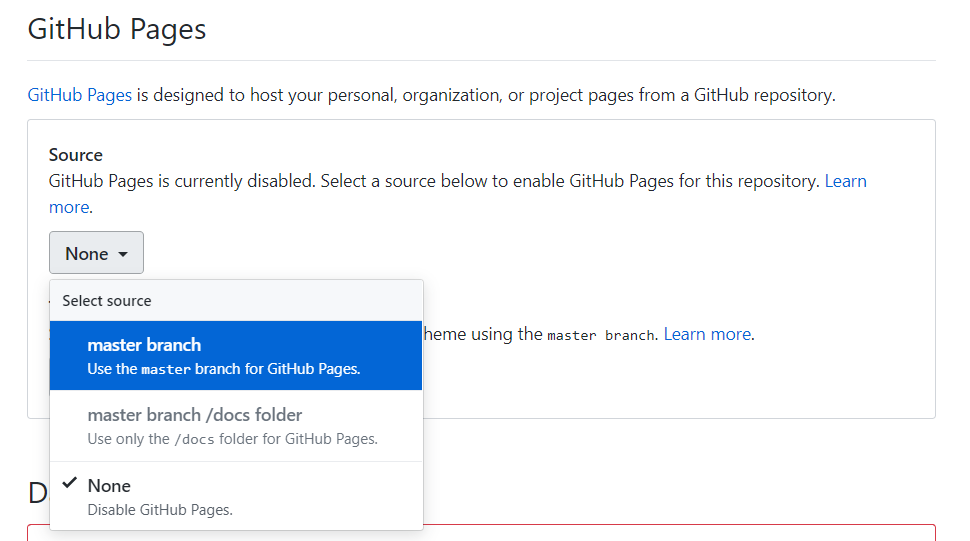 GitHub Pages
GitHub Pages is designed to host your personal, organization, or project pages from a GitHub repository.
Source
GitHub Pages is currently disabled. Select a source below to enable GitHub Pages for this repository. Learn
more.
None
Select source
heme using the master branch. Learn more.
master branch
Use the master branch for GitHub Pages.
master branch /docs folder
Use only the /docs folder for GitHub Pages.
None
Disable GitHub Pages.
D